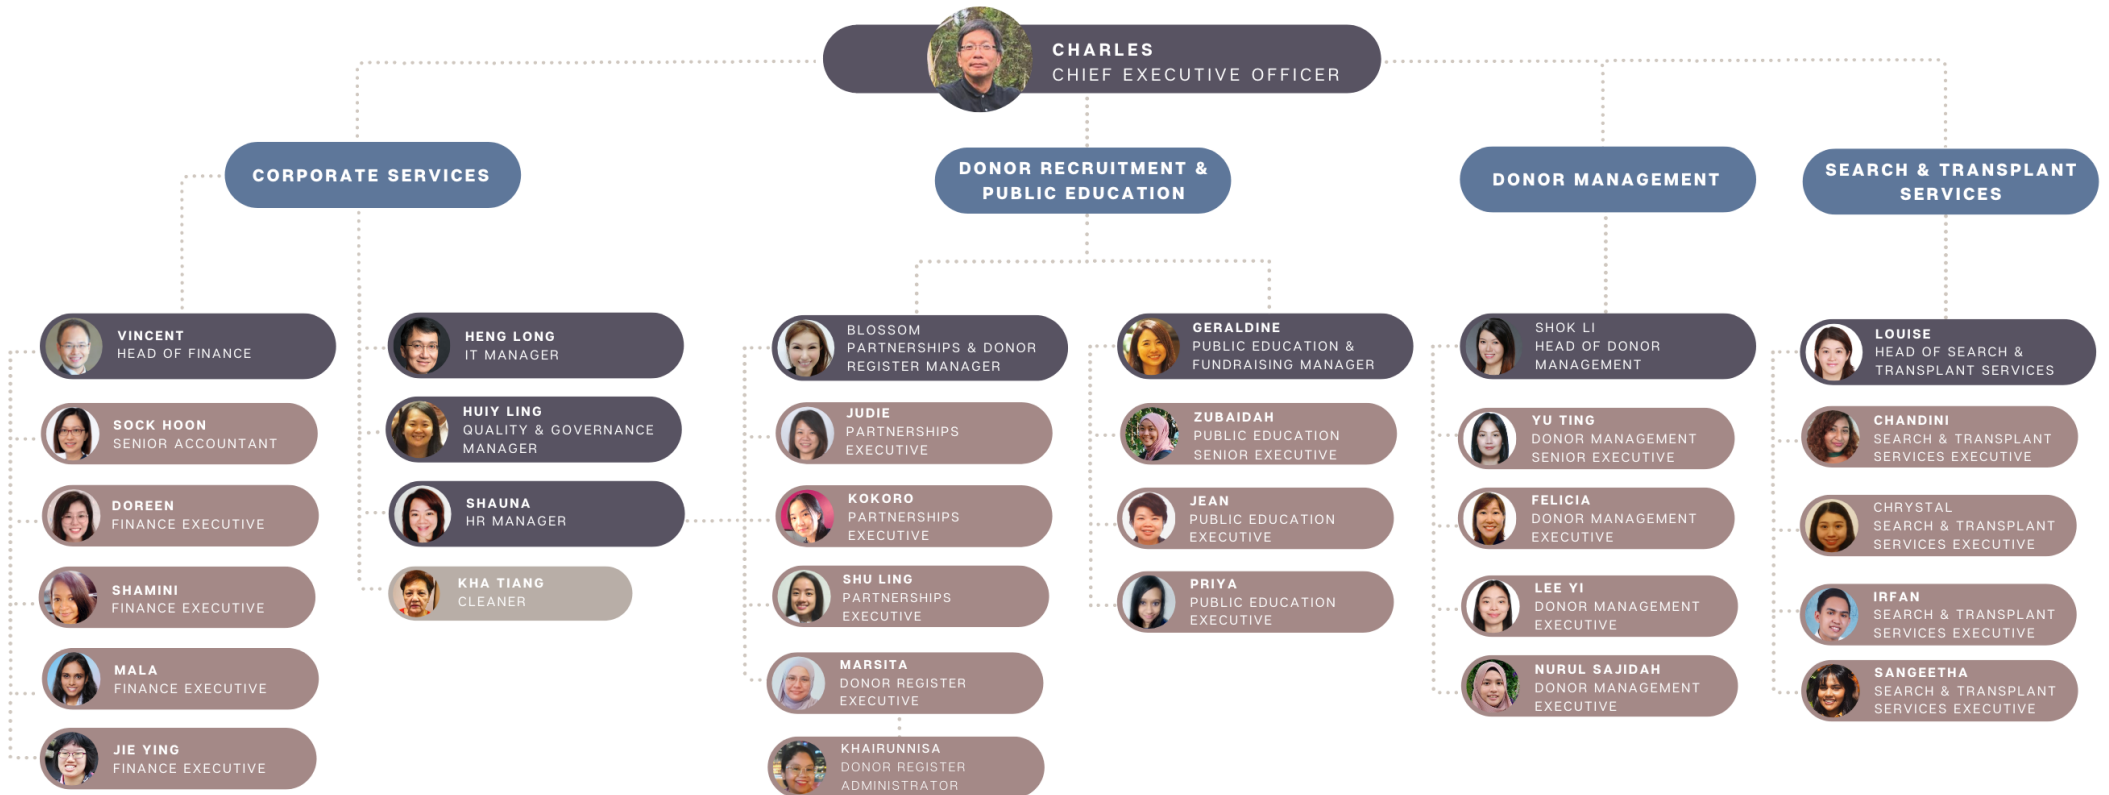 CHARLES
CHIEF EXECUTIVE OFFICER
CORPORATE SERVICES
DONOR RECRUITMENT &
PUBLIC EDUCATION
DONOR MANAGEMENT
SEARCH & TRANSPLANT
SERVICES
VINCENT
HEAD OF FINANCE
SOCK HOON
SENIOR ACCOUNTANT
DOREEN
FINANCE EXECUTIVE
SHAMINI
FINANCE EXECUTIVE
MALA
FINANCE EXECUTIVE
JIE YING
FINANCE EXECUTIVE
HENG LONG
IT MANAGER
HUIY LING
QUALITY & GOVERNANCE
MANAGER
SHAUNA
HR MANAGER
KHA TIANG
CLEANER
BLOSSOM
PARTNERSHIPS & DONOR
REGISTER MANAGER
JUDIE
PARTNERSHIPS
EXECUTIVE
KOKORO
PARTNERSHIPS
EXECUTIVE
SHU LING
PARTNERSHIPS
EXECUTIVE
MARSITA
DONOR REGISTER
EXECUTIVE
KHAIRUNNISA
DONOR REGISTER
ADMINISTRATOR
GERALDINE
PUBLIC EDUCATION &
FUNDRAISING MANAGER
ZUBAIDAH
PUBLIC EDUCATION
SENIOR EXECUTIVE
JEAN
PUBLIC EDUCATION
EXECUTIVE
PRIYA
PUBLIC EDUCATION
EXECUTIVE
SHOK LI
HEAD OF DONOR
MANAGEMENT
YU TING
DONOR MANAGEMENT
SENIOR EXECUTIVE
FELICIA
DONOR MANAGEMENT
EXECUTIVE
LEE YI
DONOR MANAGEMENT
EXECUTIVE
NURUL SAJIDAH
DONOR MANAGEMENT
EXECUTIVE
LOUISE
HEAD OF SEARCH &
TRANSPLANT SERVICES
CHANDINI
SEARCH & TRANSPLANT
SERVICES EXECUTIVE
CHRYSTAL
SEARCH & TRANSPLANT
SERVICES EXECUTIVE
IRFAN
SEARCH & TRANSPLANT
SERVICES EXECUTIVE
SANGEETHA
SEARCH & TRANSPLANT
SERVICES EXECUTIVE